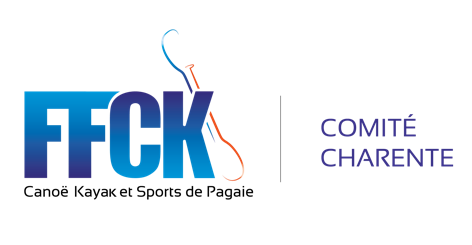 FFCK
Canoë Kayak et Sports de Pagaie
COMITÉ
CHARENTE